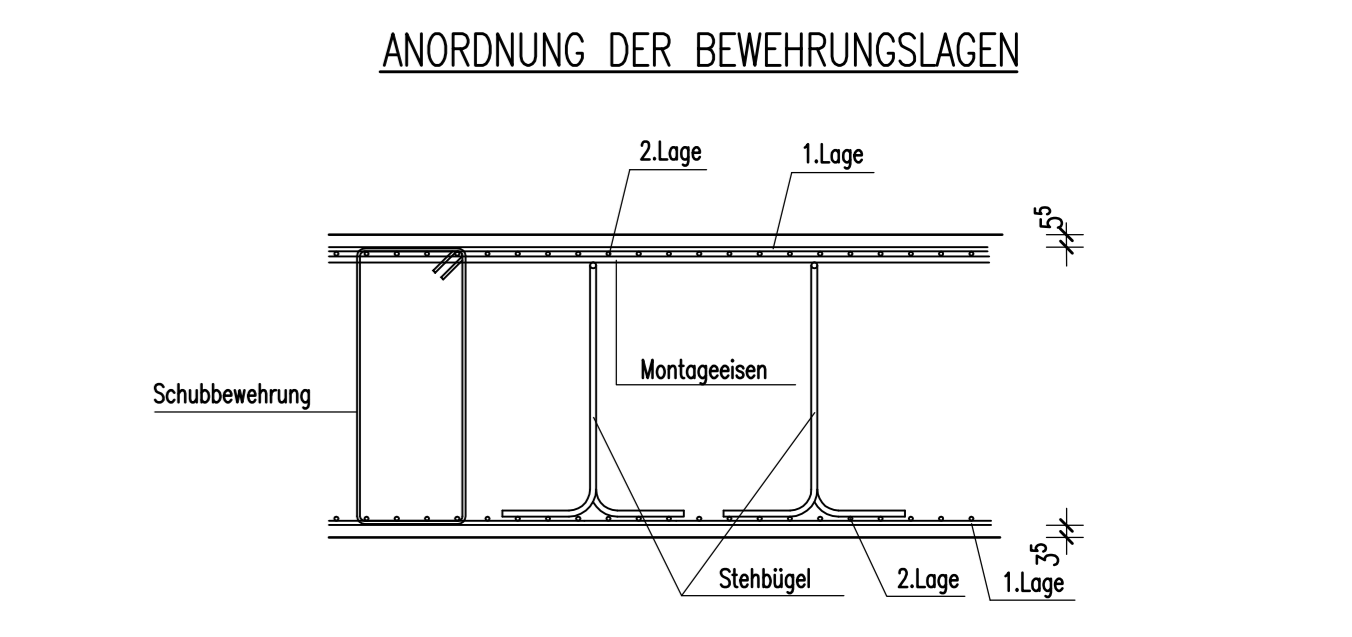 ANORDNUNG DER BEWEHRUNGSLAGEN
2.Lage
1.Lage
5⁵
Montageeisen
Schubbewehrung
3⁵
Stehbügel
2.Lage
1.Lage